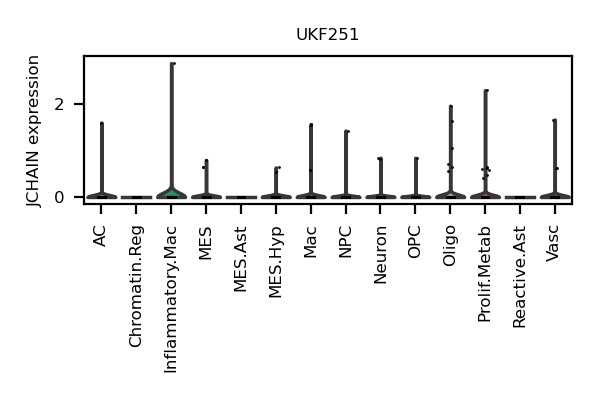 UKF251
JCHAIN expression
2
0
AC
Chromatin.Reg
Inflammatory.Mac
MES
MES.Ast
MES.Hyp
Mac
NPC
Neuron
OPC
Oligo
Prolif.Metab
Reactive.Ast
Vasc